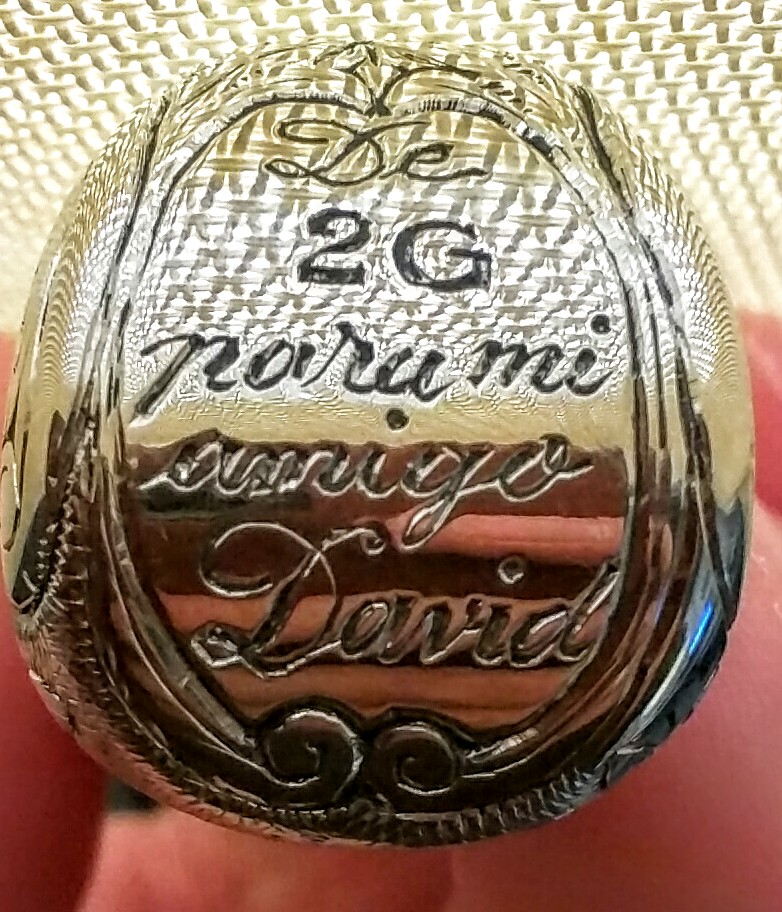 De
2G
para mi
amigo
David